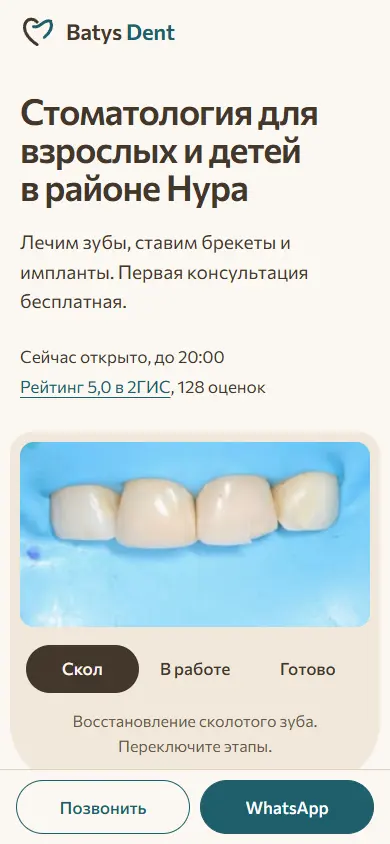 Batys Dent
Стоматология для
взрослых и детей
в районе Нура
Лечим зубы, ставим брекеты и
импланты. Первая консультация
бесплатная.
Сейчас открыто, до 20:00
Рейтинг 5,0 в 2ГИС, 128 оценок
Скол В работе Готово
Восстановление сколотого зуба.
Переключите этапы.
Позвонить WhatsApp